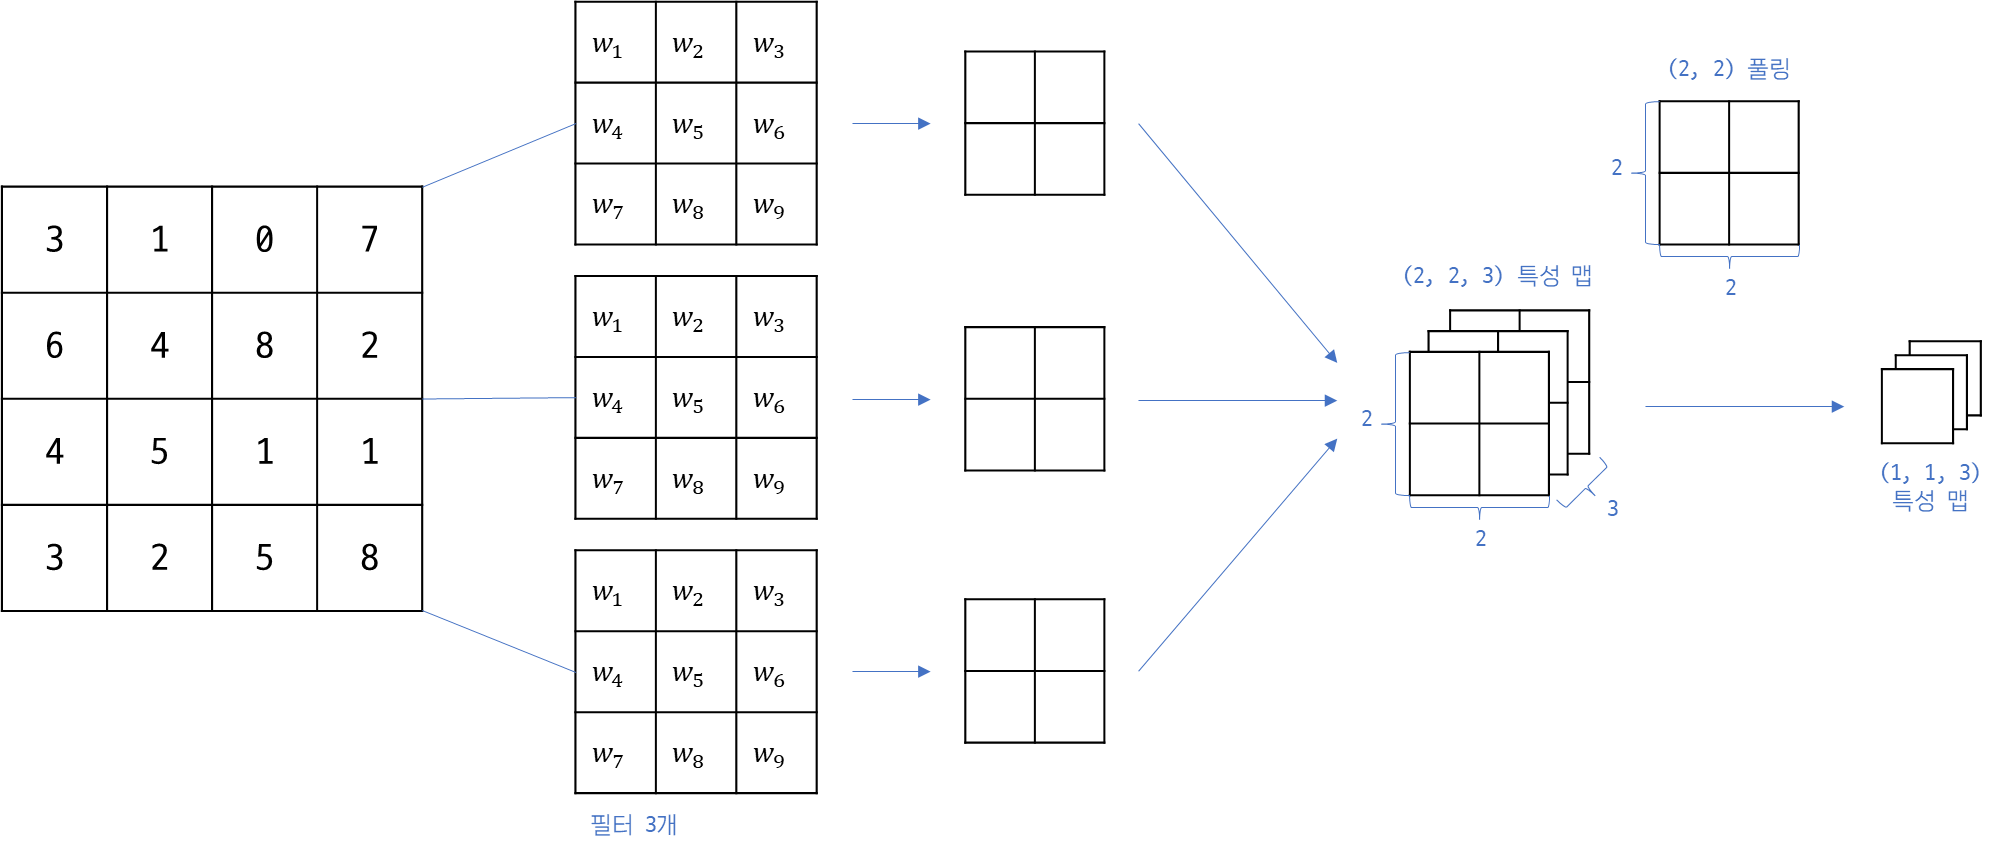 3 1 0 7
6 4 8 2
4 5 1 1
3 2 5 8
w₁ w₂ w₃
w₄ w₅ w₆
w₇ w₈ w₉
w₁ w₂ w₃
w₄ w₅ w₆
w₇ w₈ w₉
w₁ w₂ w₃
w₄ w₅ w₆
w₇ w₈ w₉
필터 3개
(2, 2, 3) 특성 맵
2
2
3
(2, 2) 풀링
2
2
(1, 1, 3)
특성 맵